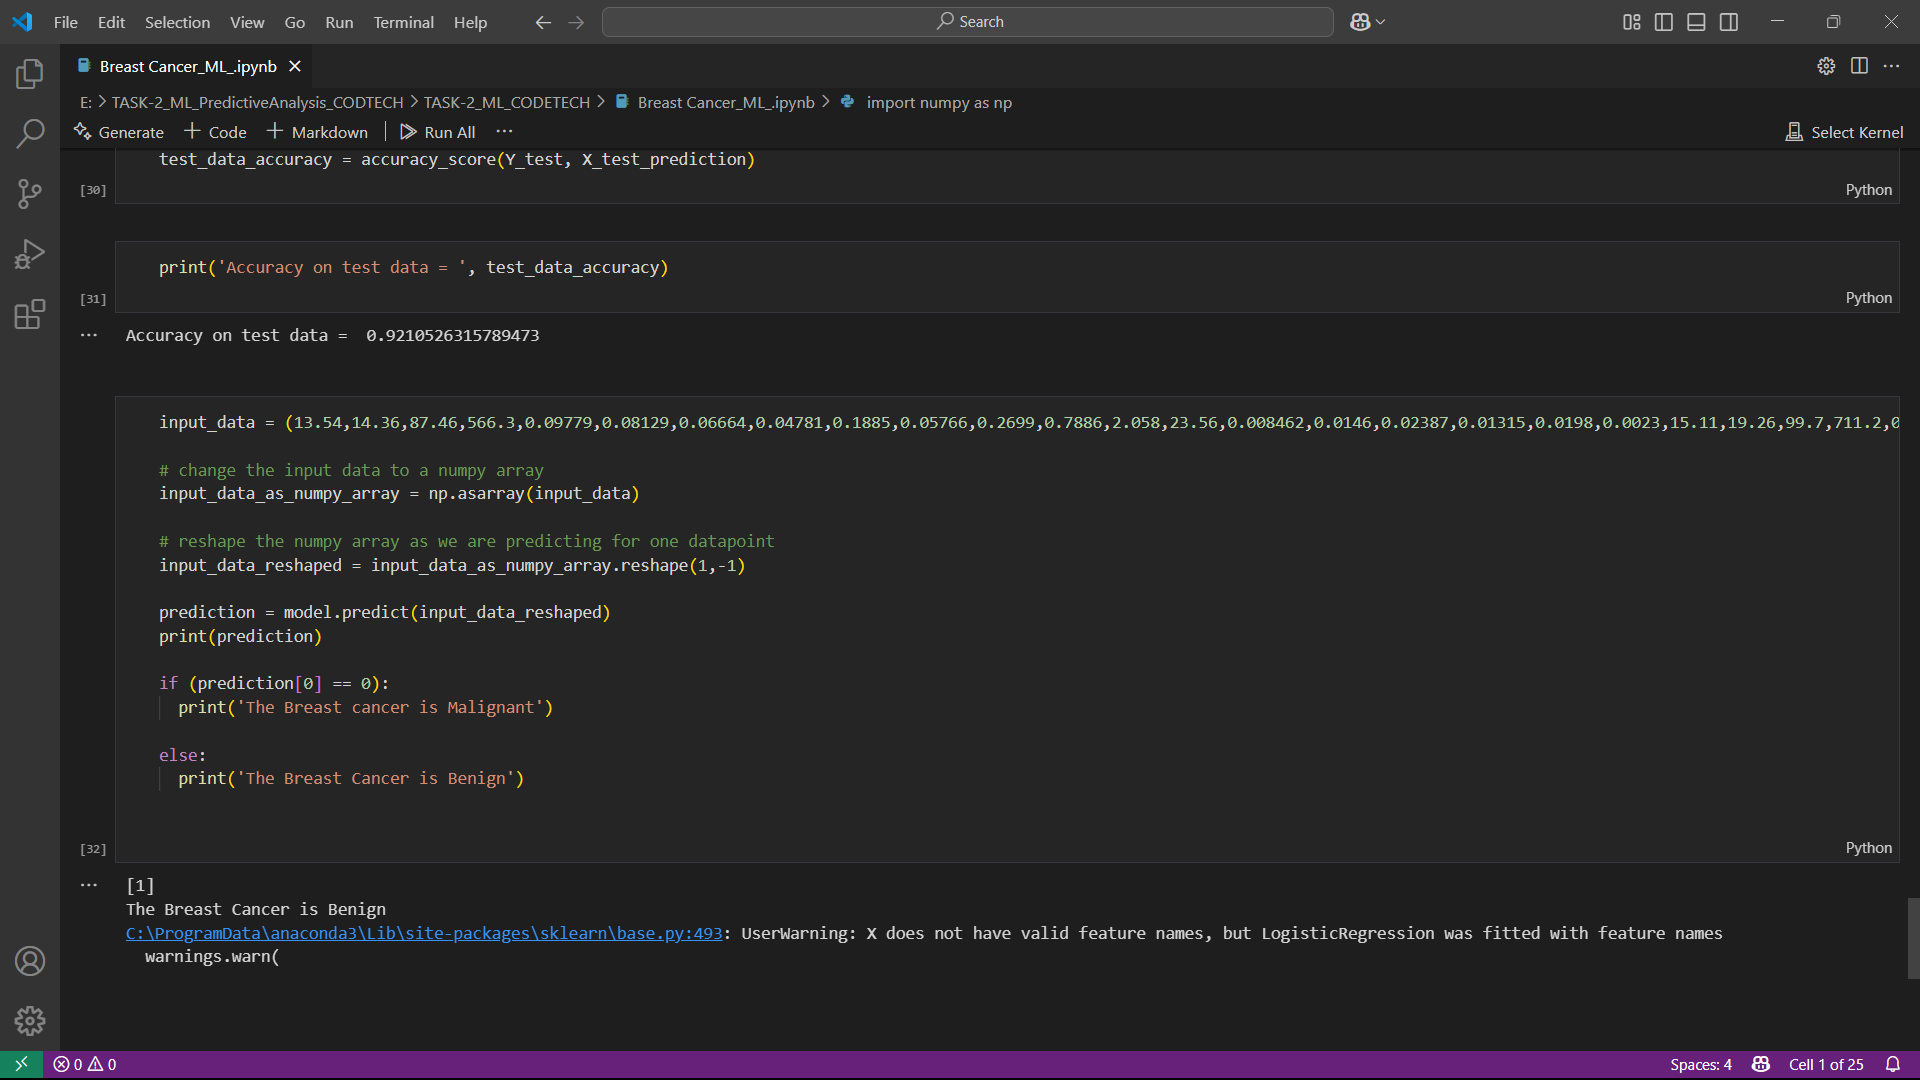 File Edit Selection View Go Run Terminal Help Search
Breast Cancer_ML_.ipynb
E: > TASK-2_ML_PredictiveAnalysis_CODTECH > TASK-2_ML_CODETECH > Breast Cancer_ML_.ipynb > import numpy as np
Generate + Code + Markdown Run All ··· Select Kernel
test_data_accuracy = accuracy_score(Y_test, X_test_prediction)
[30] Python
print('Accuracy on test data = ', test_data_accuracy)
[31] Python
Accuracy on test data =  0.9210526315789473
input_data = (13.54,14.36,87.46,566.3,0.09779,0.08129,0.06664,0.04781,0.1885,0.05766,0.2699,0.7886,2.058,23.56,0.008462,0.0146,0.02387,0.01315,0.0198,0.0023,15.11,19.26,99.7,711.2,0
# change the input data to a numpy array
input_data_as_numpy_array = np.asarray(input_data)
# reshape the numpy array as we are predicting for one datapoint
input_data_reshaped = input_data_as_numpy_array.reshape(1,-1)
prediction = model.predict(input_data_reshaped)
print(prediction)
if (prediction[0] == 0):
print('The Breast cancer is Malignant')
else:
print('The Breast Cancer is Benign')
[32] Python
[1]
The Breast Cancer is Benign
C:\ProgramData\anaconda3\Lib\site-packages\sklearn\base.py:493: UserWarning: X does not have valid feature names, but LogisticRegression was fitted with feature names
warnings.warn(
0 0 Spaces: 4 Cell 1 of 25